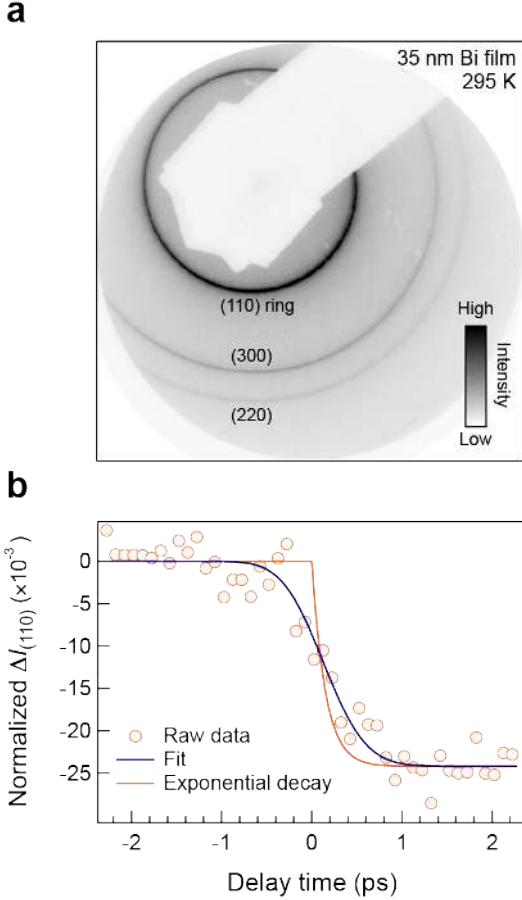 a
35 nm Bi film
295 K
(110) ring
(300)
(220)
High
Intensity
Low
b
Normalized ΔI(110) (×10-3)
0
-5
-10
-15
-20
-25
Raw data
Fit
Exponential decay
-2
-1
0
1
2
Delay time (ps)